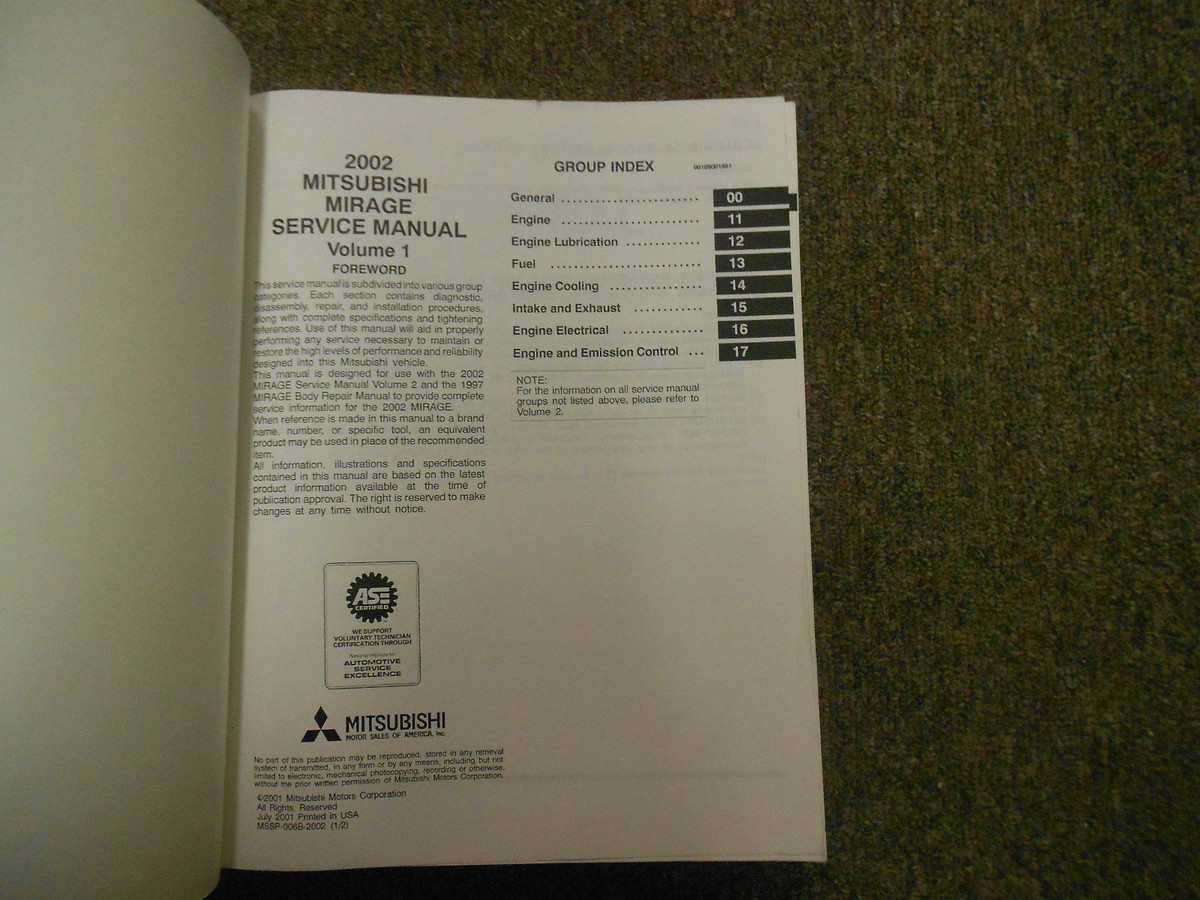 2002
MITSUBISHI
MIRAGE
SERVICE MANUAL
Volume 1
FOREWORD
This service manual is subdivided into various group
categories. Each section contains diagnostic,
disassembly, repair, and installation procedures,
along with complete specifications and tightening
references. Use of this manual will aid in properly
performing any service necessary to maintain or
restore the high levels of performance and reliability
designed into this Mitsubishi vehicle.
This manual is designed for use with the 2002
MIRAGE Service Manual Volume 2 and the 1997
MIRAGE Body Repair Manual to provide complete
service information for the 2002 MIRAGE.
When reference is made in this manual to a brand
name, number, or specific tool, an equivalent
product may be used in place of the recommended
item.
All information, illustrations and specifications
contained in this manual are based on the latest
product information available at the time of
publication approval. The right is reserved to make
changes at any time without notice.
ASE
CERTIFIED
WE SUPPORT
VOLUNTARY TECHNICIAN
CERTIFICATION THROUGH
National Institute for
AUTOMOTIVE
SERVICE
EXCELLENCE
MITSUBISHI
MOTOR SALES OF AMERICA, Inc.
No part of this publication may be reproduced, stored in any retrieval
system of transmitted, in any form or by any means, including but not
limited to electronic, mechanical photocopying, recording or otherwise,
without the prior written permission of Mitsubishi Motors Corporation.
©2001 Mitsubishi Motors Corporation
All Rights, Reserved
July 2001 Printed in USA
MSSP-006B-2002 (1/2)
GROUP INDEX
General ........................ 00
Engine ....................... 11
Engine Lubrication ............. 12
Fuel ......................... 13
Engine Cooling ................ 14
Intake and Exhaust ............ 15
Engine Electrical .............. 16
Engine and Emission Control ... 17
NOTE:
For the information on all service manual
groups not listed above, please refer to
Volume 2.